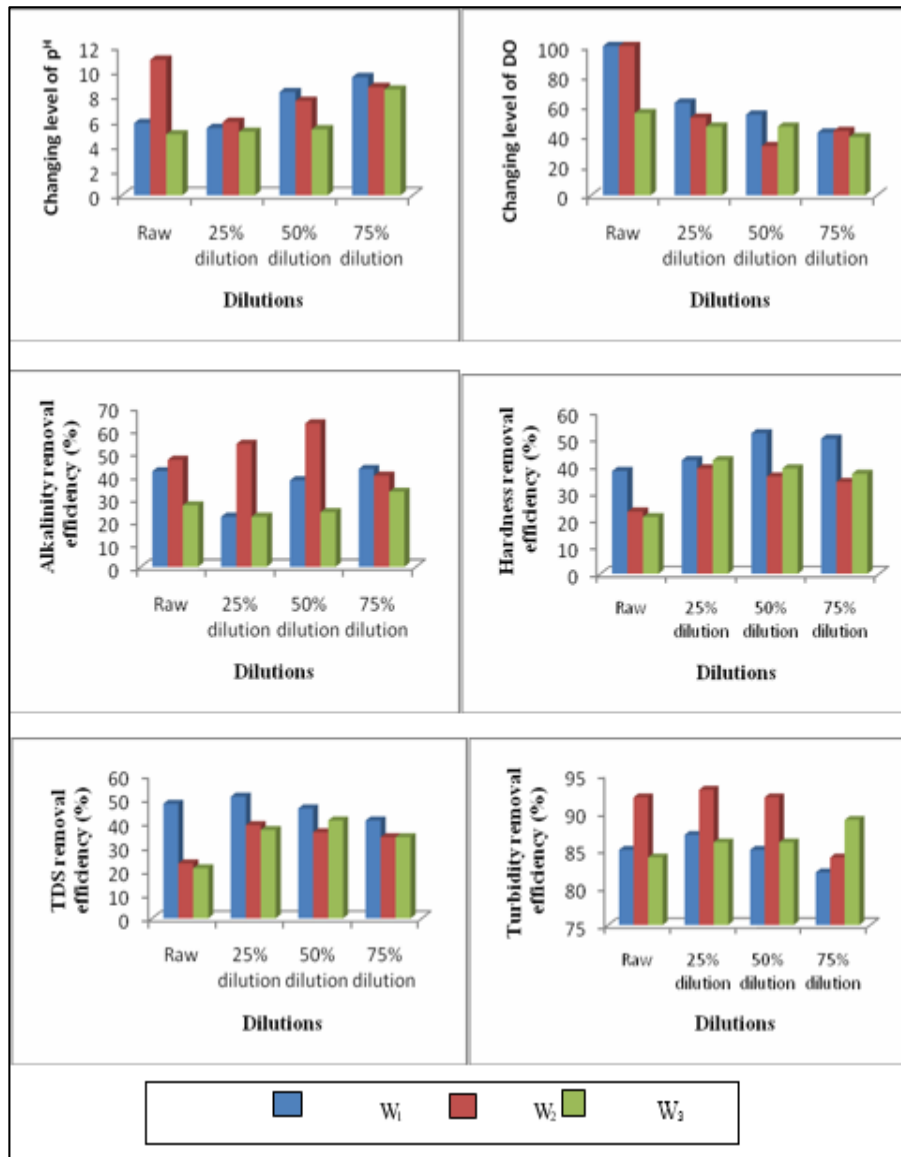 Changing level of pᴴ
12
10
8
6
4
2
0
Raw 25% 50% 75%
dilution dilution dilution
Dilutions
Changing level of DO
100
80
60
40
20
0
Raw 25% 50% 75%
dilution dilution dilution
Dilutions
Alkalinity removal
efficiency (%)
70
60
50
40
30
20
10
0
Raw 25% 50% 75%
dilution dilution dilution
Dilutions
Hardness removal
efficiency (%)
60
50
40
30
20
10
0
Raw 25% 50% 75%
dilution dilution dilution
Dilutions
TDS removal
efficiency (%)
60
50
40
30
20
10
0
Raw 25% 50% 75%
dilution dilution dilution
Dilutions
Turbidity removal
efficiency (%)
95
90
85
80
75
Raw 25% 50% 75%
dilution dilution dilution
Dilutions
W₁ W₂ W₃